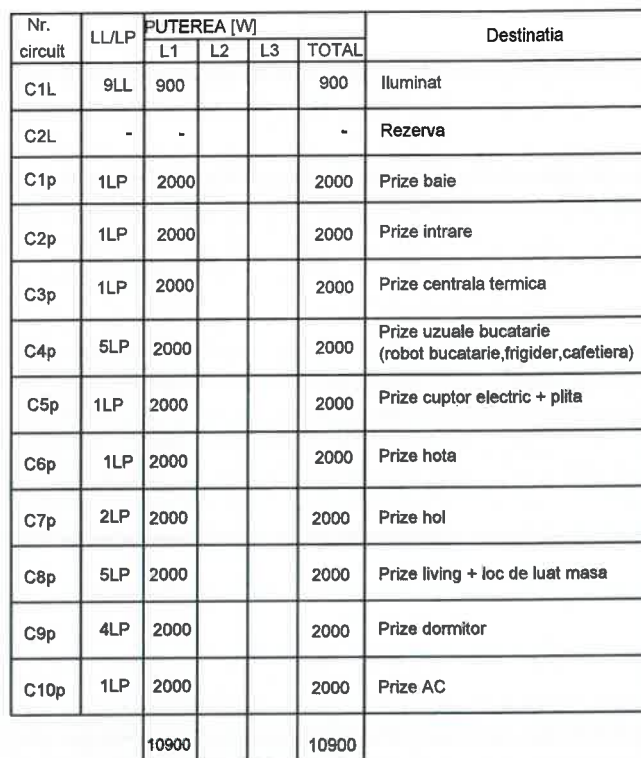 Nr. circuit LL/LP PUTEREA [W] Destinatia
L1 L2 L3 TOTAL
C1L 9LL 900 900 Iluminat
C2L - - - Rezerva
C1p 1LP 2000 2000 Prize baie
C2p 1LP 2000 2000 Prize intrare
C3p 1LP 2000 2000 Prize centrala termica
C4p 5LP 2000 2000 Prize uzuale bucatarie
(robot bucatarie,frigider,cafetiera)
C5p 1LP 2000 2000 Prize cuptor electric + plita
C6p 1LP 2000 2000 Prize hota
C7p 2LP 2000 2000 Prize hol
C8p 5LP 2000 2000 Prize living + loc de luat masa
C9p 4LP 2000 2000 Prize dormitor
C10p 1LP 2000 2000 Prize AC
10900 10900